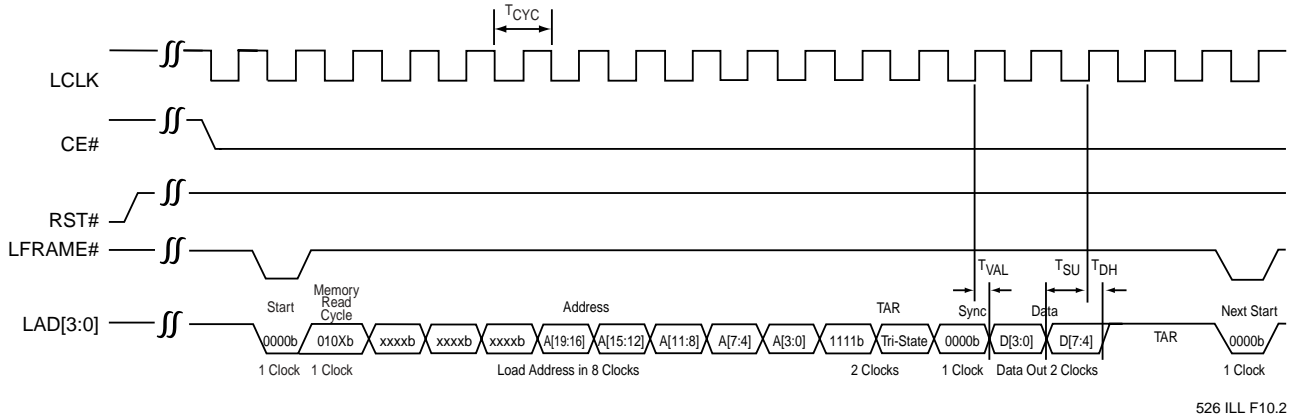 TCYC
LCLK
CE#
RST#
LFRAME#
TVAL TSU TDH
Start Memory Read Cycle Address TAR Sync Data Next Start
LAD[3:0] 0000b 010Xb xxxxb xxxxb xxxxb A[19:16] A[15:12] A[11:8] A[7:4] A[3:0] 1111b Tri-State 0000b D[3:0] D[7:4] TAR 0000b
1 Clock 1 Clock Load Address in 8 Clocks 2 Clocks 1 Clock Data Out 2 Clocks 1 Clock
526 ILL F10.2